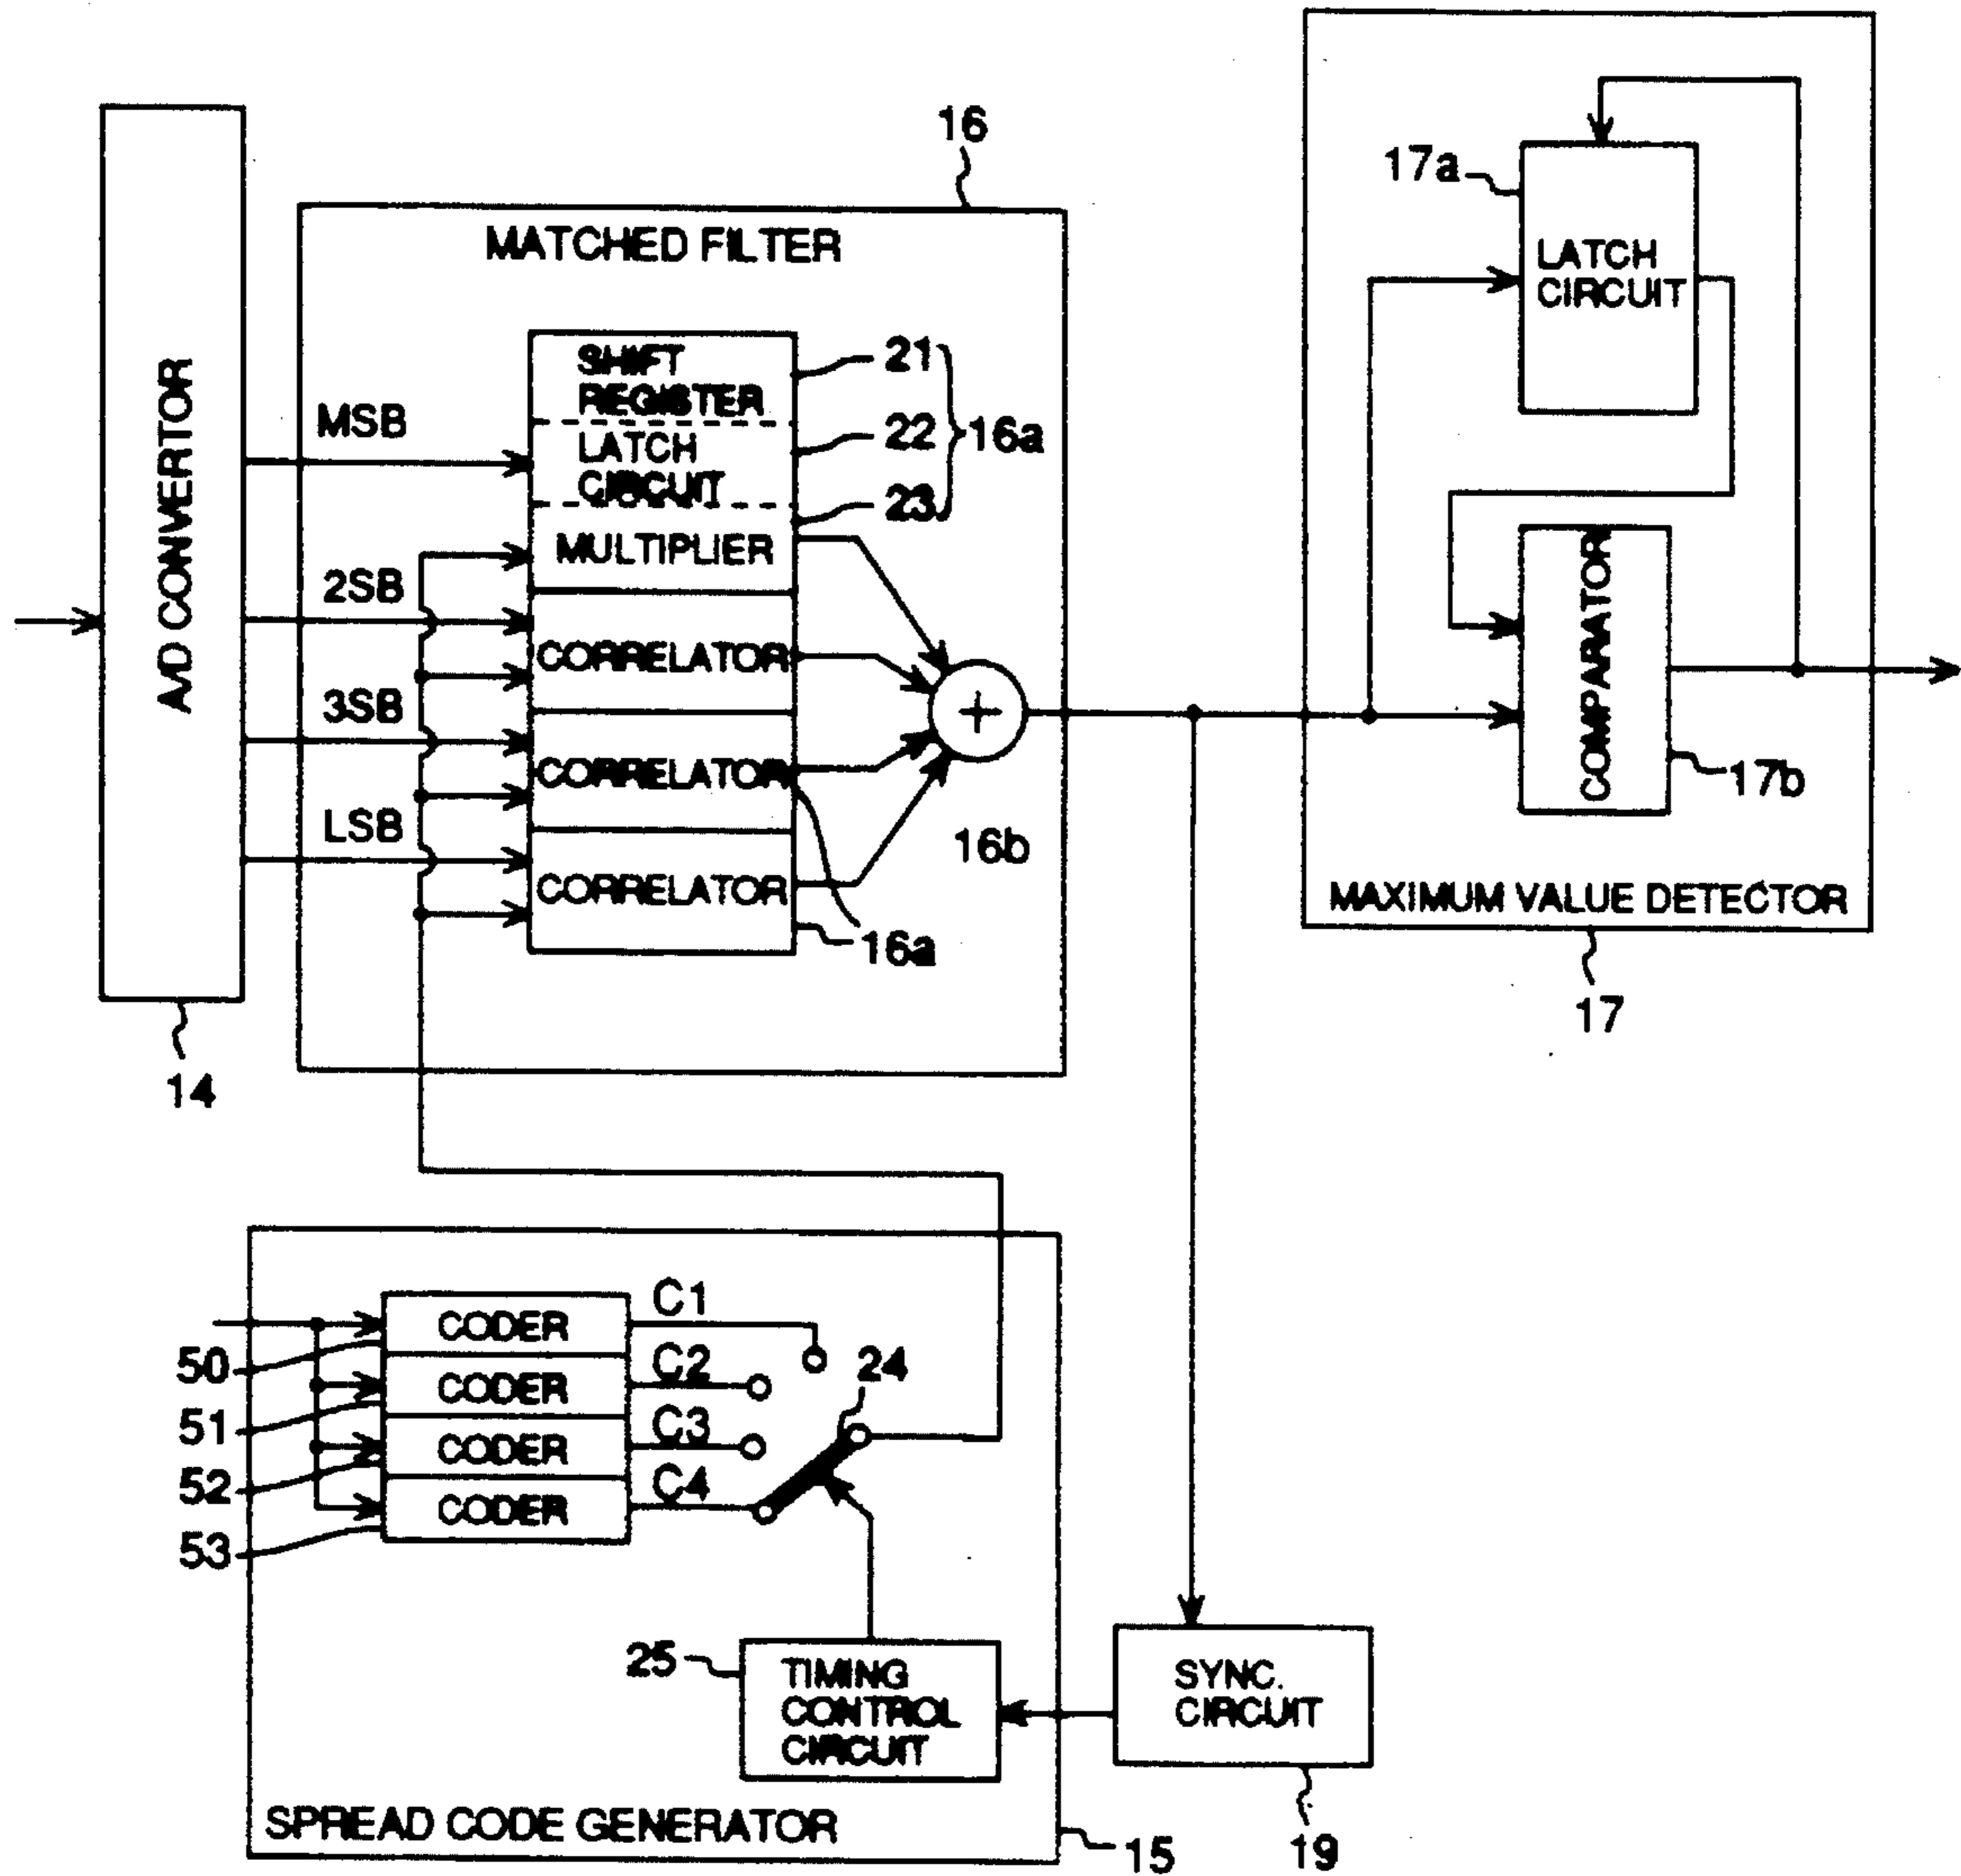 16
MATCHED FILTER
A/D CONVERTOR
14
MSB
2SB
3SB
LSB
SHIFT
REGISTER
LATCH
CIRCUIT
MULTIPLIER
CORRELATOR
CORRELATOR
CORRELATOR
21
22
23
16a
+
16b
16a
17a
LATCH
CIRCUIT
COMPARATOR
17b
MAXIMUM VALUE DETECTOR
17
50
51
52
53
CODER
CODER
CODER
CODER
C1
C2
C3
C4
24
25
TIMING
CONTROL
CIRCUIT
SPREAD CODE GENERATOR
15
SYNC.
CIRCUIT
19